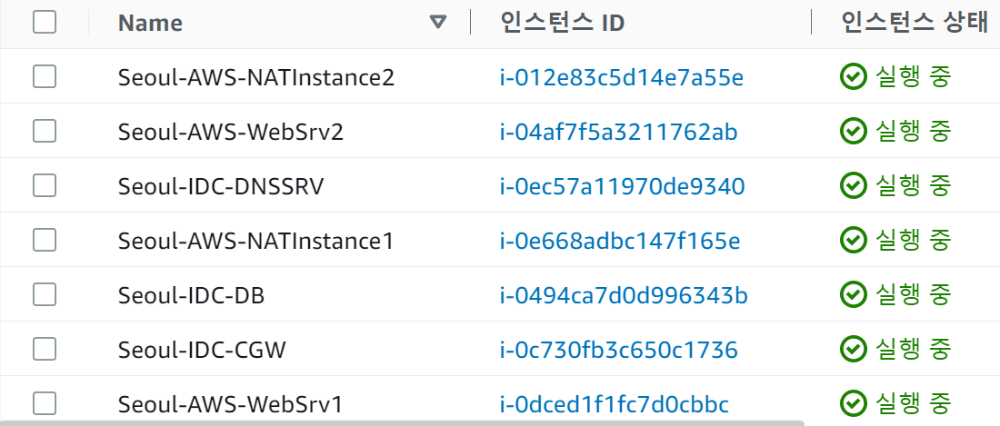 Name 인스턴스 ID 인스턴스 상태
Seoul-AWS-NATInstance2 i-012e83c5d14e7a55e 실행 중
Seoul-AWS-WebSrv2 i-04af7f5a3211762ab 실행 중
Seoul-IDC-DNSSRV i-0ec57a11970de9340 실행 중
Seoul-AWS-NATInstance1 i-0e668adbc147f165e 실행 중
Seoul-IDC-DB i-0494ca7d0d996343b 실행 중
Seoul-IDC-CGW i-0c730fb3c650c1736 실행 중
Seoul-AWS-WebSrv1 i-0dced1f1fc7d0cbbc 실행 중